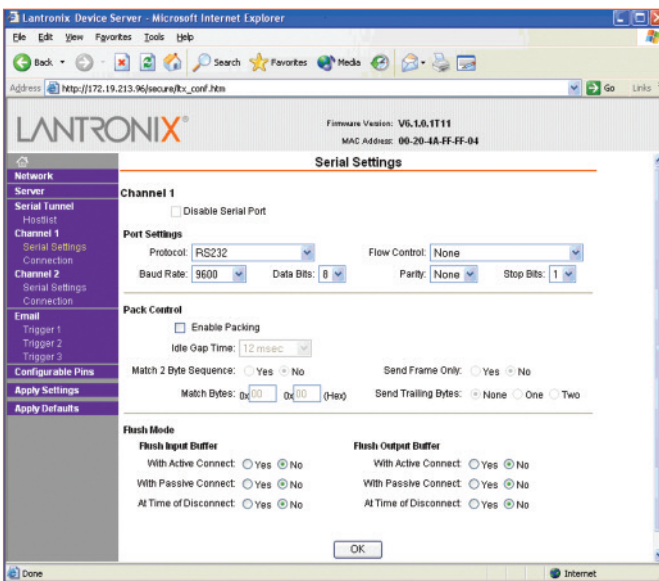 Lantronix Device Server - Microsoft Internet Explorer
File Edit View Favorites Tools Help
Back Search Favorites Media
Address http://172.19.213.96/secure/ltx_conf.htm Go Links
LANTRONIX®
Firmware Version: V6.1.0.1T11
MAC Address: 00-20-4A-FF-FF-04
Serial Settings
Network
Server
Serial Tunnel
Hostlist
Channel 1
Serial Settings
Connection
Channel 2
Serial Settings
Connection
Email
Trigger 1
Trigger 2
Trigger 3
Configurable Pins
Apply Settings
Apply Defaults
Channel 1
Disable Serial Port
Port Settings
Protocol: RS232 Flow Control: None
Baud Rate: 9600 Data Bits: 8 Parity: None Stop Bits: 1
Pack Control
Enable Packing
Idle Gap Time: 12 msec
Match 2 Byte Sequence: Yes No Send Frame Only: Yes No
Match Bytes: 0x 00 0x 00 (Hex) Send Trailing Bytes: None One Two
Flush Mode
Flush Input Buffer Flush Output Buffer
With Active Connect: Yes No With Active Connect: Yes No
With Passive Connect: Yes No With Passive Connect: Yes No
At Time of Disconnect: Yes No At Time of Disconnect: Yes No
OK
Done Internet